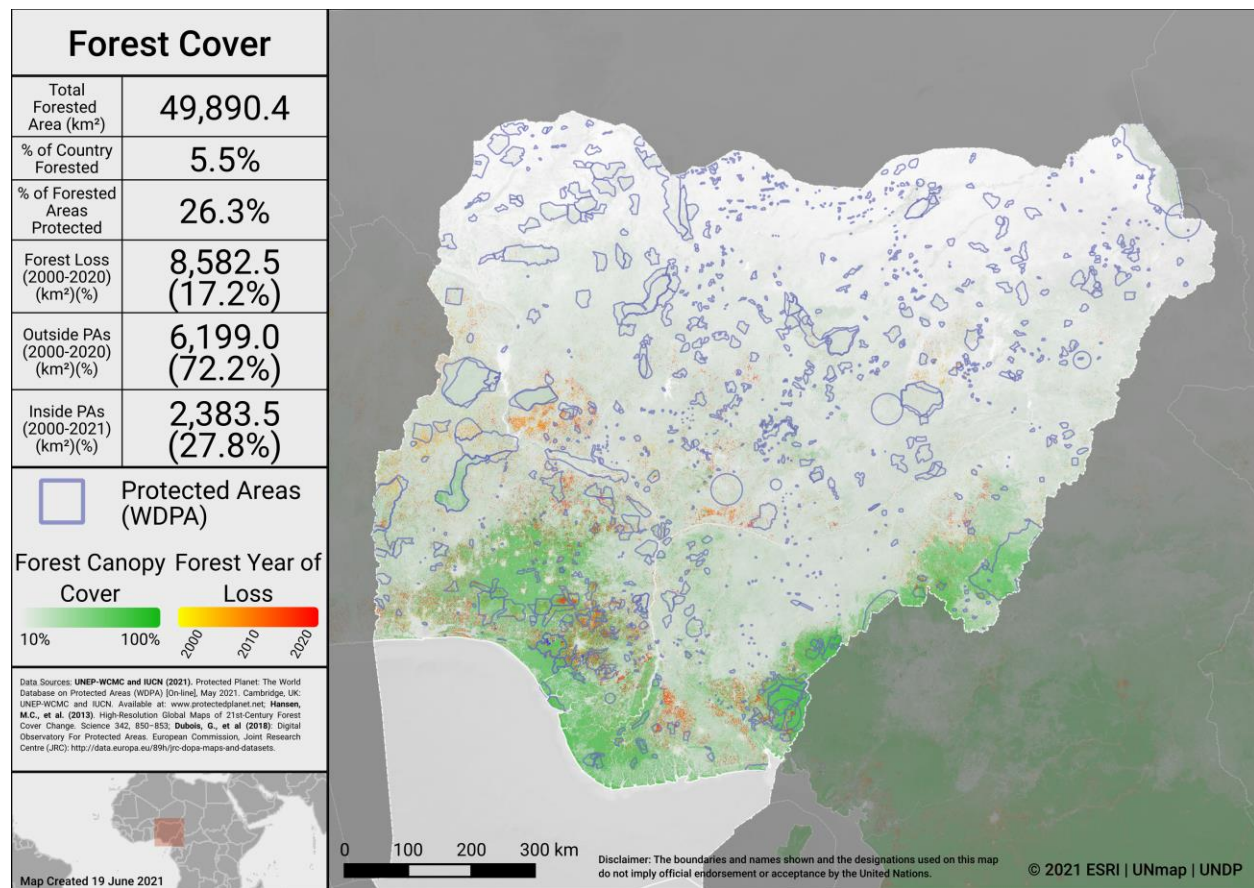 Forest Cover
Total
Forested
Area (km²)
49,890.4
% of Country
Forested
5.5%
% of Forested
Areas
Protected
26.3%
Forest Loss
(2000-2020)
(km²)(%)
8,582.5
(17.2%)
Outside PAs
(2000-2020)
(km²)(%)
6,199.0
(72.2%)
Inside PAs
(2000-2021)
(km²)(%)
2,383.5
(27.8%)
Protected Areas
(WDPA)
Forest Canopy
Cover
10%
100%
Forest Year of
Loss
2000
2010
2020
Data Sources: UNEP-WCMC and IUCN (2021). Protected Planet: The World
Database on Protected Areas (WDPA) [On-line], May 2021. Cambridge, UK:
UNEP-WCMC and IUCN. Available at: www.protectedplanet.net; Hansen,
M.C., et al. (2013). High-Resolution Global Maps of 21st-Century Forest
Cover Change. Science 342, 850–853; Dubois, G., et al (2018): Digital
Observatory For Protected Areas. European Commission, Joint Research
Centre (JRC): http://data.europa.eu/89h/jrc-dopa-maps-and-datasets.
Map Created 19 June 2021
0 100 200 300 km
Disclaimer: The boundaries and names shown and the designations used on this map
do not imply official endorsement or acceptance by the United Nations.
© 2021 ESRI | UNmap | UNDP